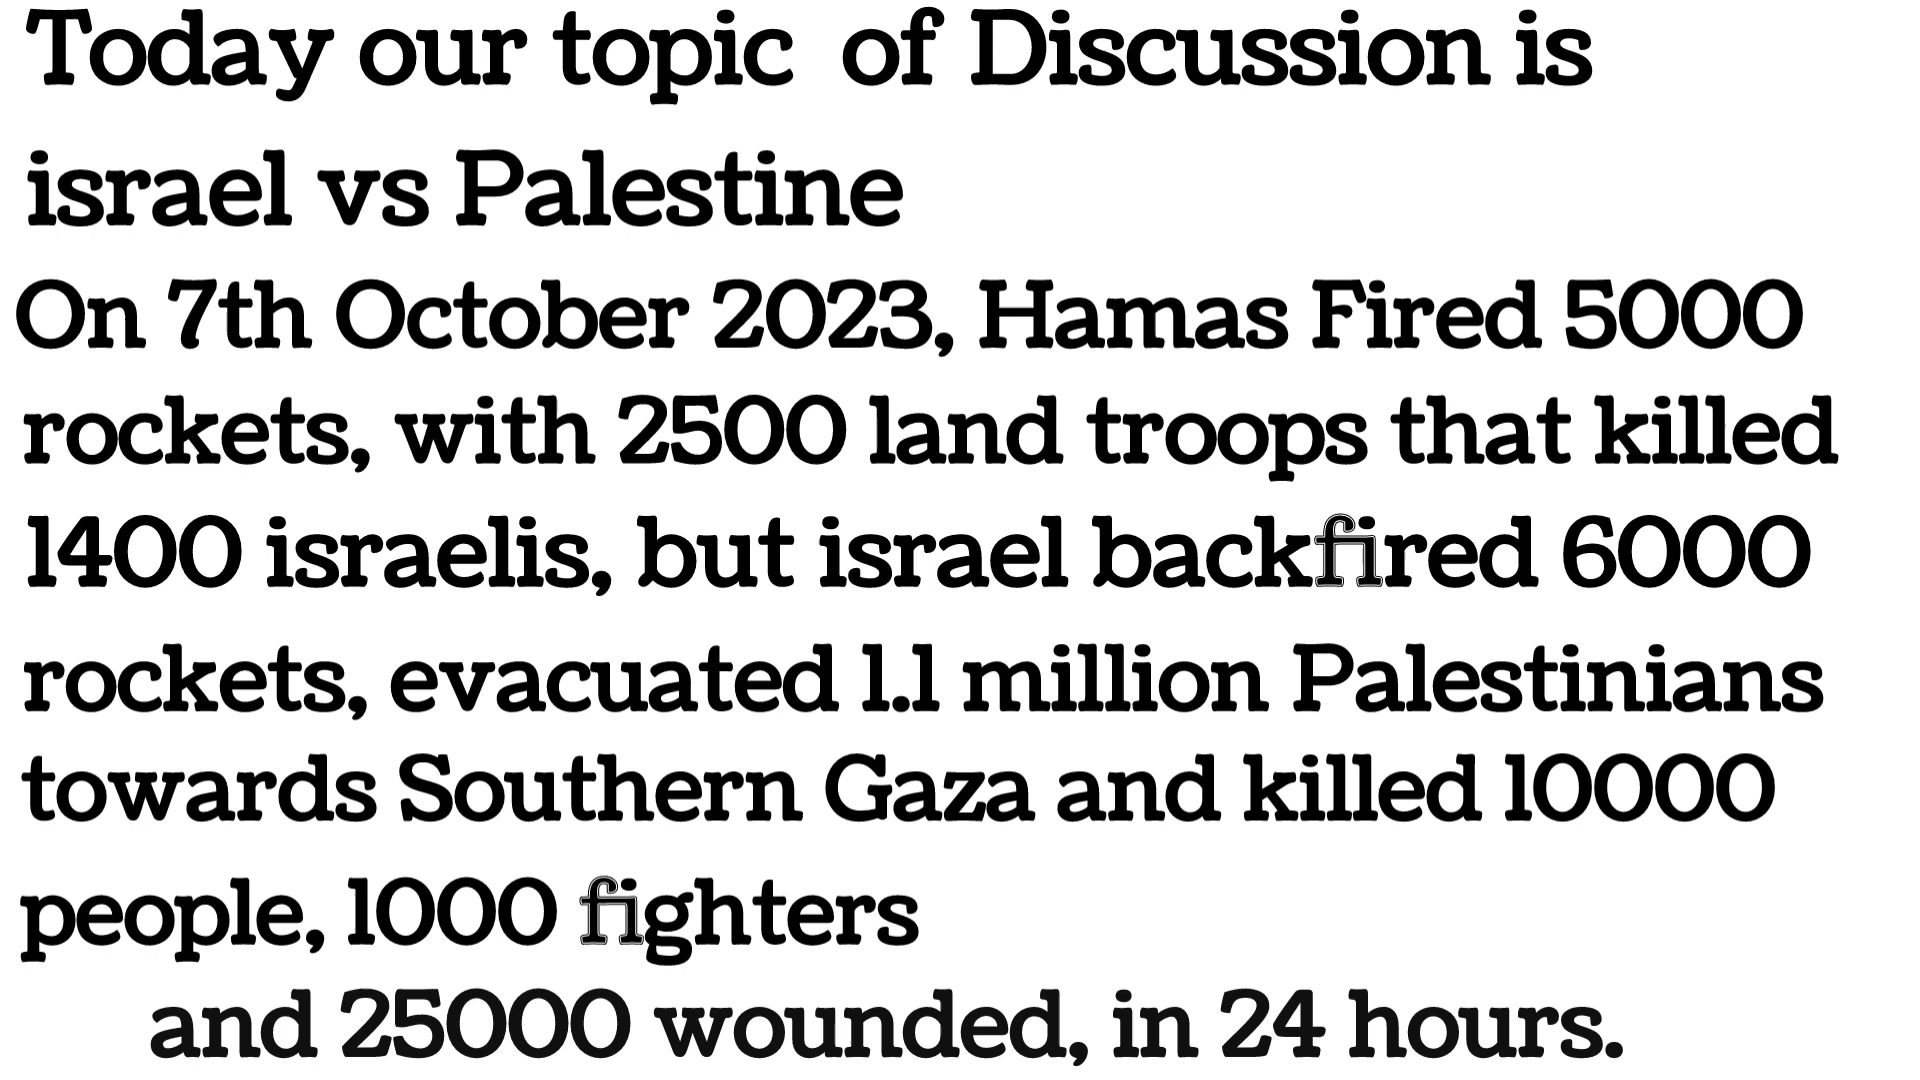 Today our topic  of Discussion is
israel vs Palestine
On 7th October 2023, Hamas Fired 5000
rockets, with 2500 land troops that killed
1400 israelis, but israel backfired 6000
rockets, evacuated 1.1 million Palestinians
towards Southern Gaza and killed 10000
people, 1000 fighters
and 25000 wounded, in 24 hours.